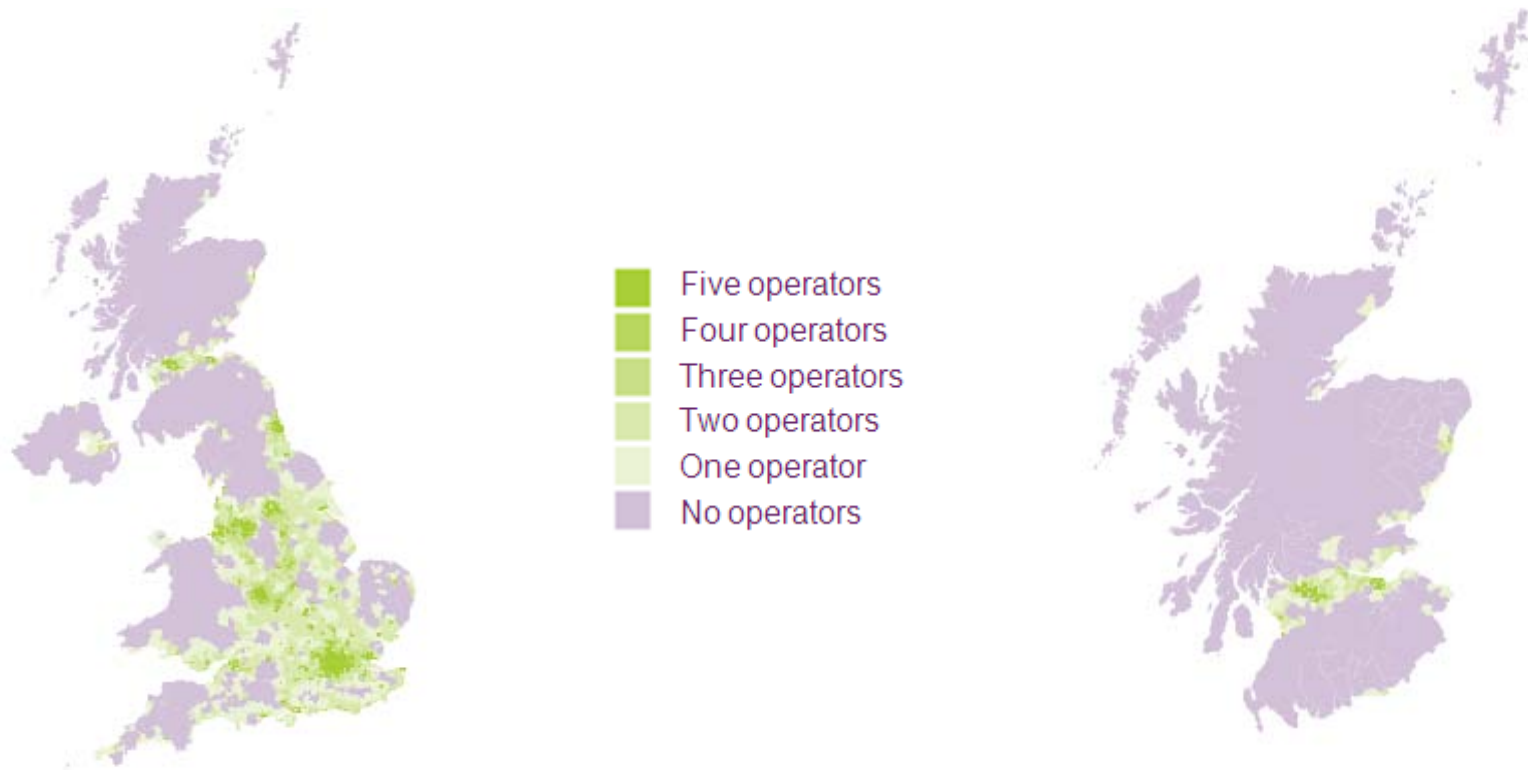 Five operators
Four operators
Three operators
Two operators
One operator
No operators